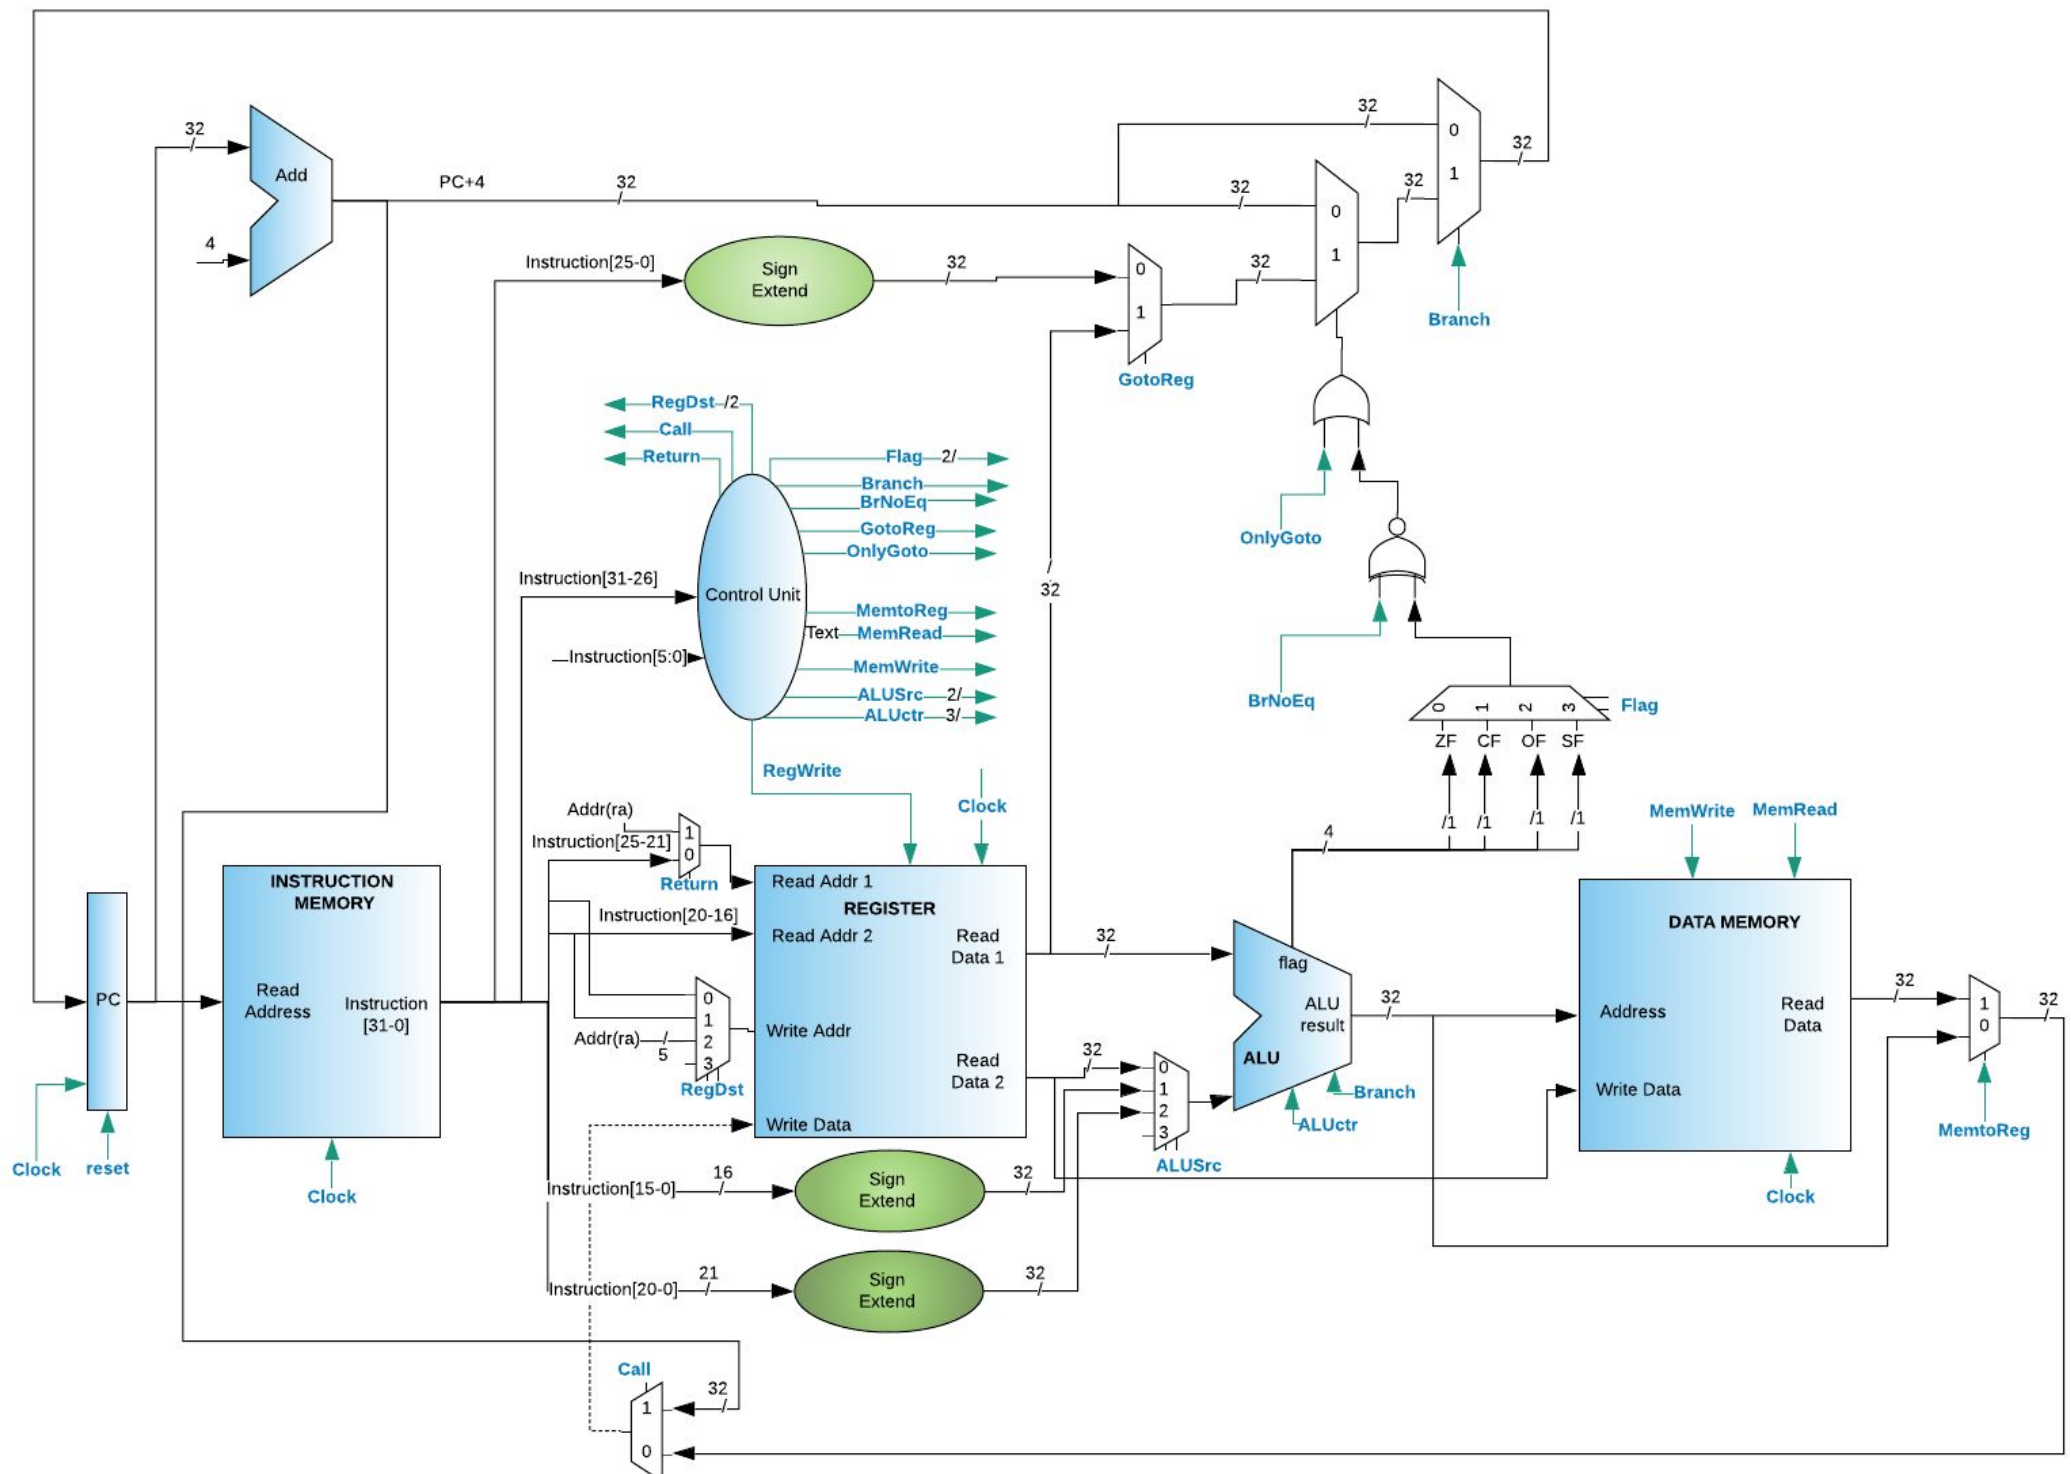 32
32
0
32
1
32
Add
PC+4
32
32
32
0
1
4
Instruction[25-0]
Sign
Extend
32
0
1
32
Branch
GotoReg
RegDst
/2
Call
Return
Flag
2/
Branch
BrNoEq
GotoReg
OnlyGoto
OnlyGoto
Instruction[31-26]
Control Unit
32
MemtoReg
Text
MemRead
Instruction[5:0]
MemWrite
ALUSrc
2/
ALUctr
3/
BrNoEq
0
1
2
3
Flag
ZF
CF
OF
SF
RegWrite
Clock
Addr(ra)
1
Instruction[25-21]
0
Return
4
/1
/1
/1
/1
MemWrite
MemRead
INSTRUCTION
MEMORY
Read Addr 1
REGISTER
Instruction[20-16]
Read Addr 2
Read
Data 1
32
flag
DATA MEMORY
PC
Read
Address
Instruction
[31-0]
0
1
Addr(ra)
5
2
3
RegDst
Write Addr
ALU
result
32
Address
Read
Data
32
1
0
32
Read
Data 2
32
0
1
2
3
ALU
ALUSrc
ALUctr
Branch
Write Data
Write Data
MemtoReg
Clock
reset
Clock
Clock
Instruction[15-0]
16
Sign
Extend
32
Instruction[20-0]
21
Sign
Extend
32
Call
1
32
0